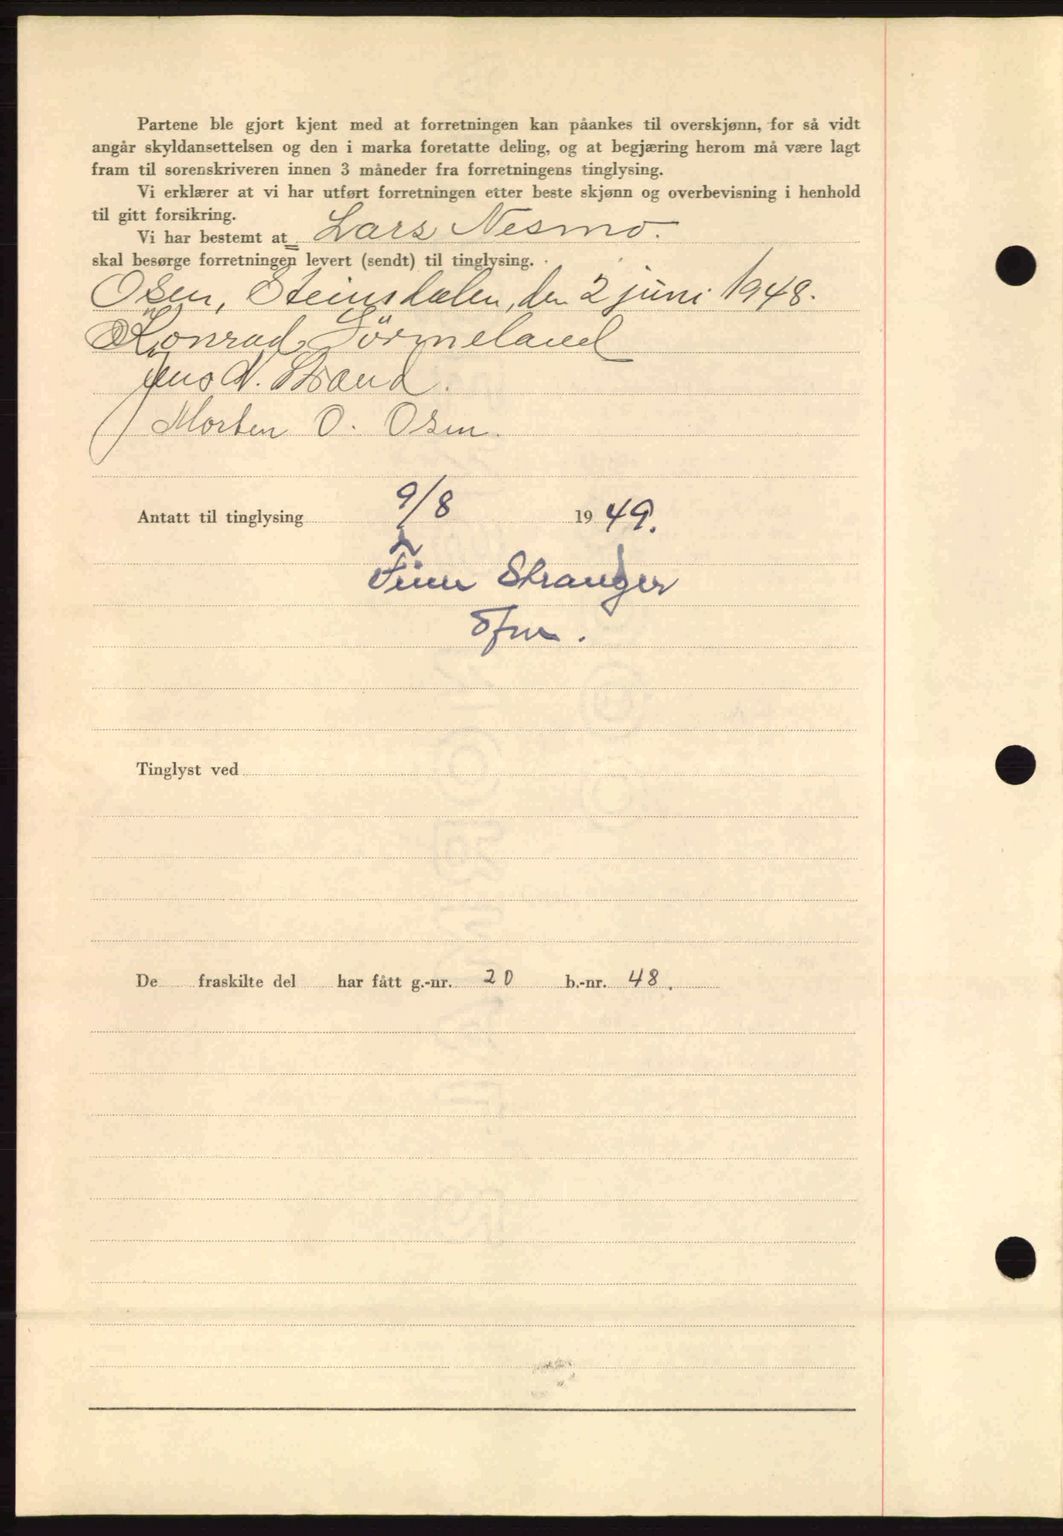 Partene ble gjort kjent med at forretningen kan påankes til overskjønn, for så vidt
angår skyldansettelsen og den i marka foretatte deling, og at begjæring herom må være lagt
fram til sorenskriveren innen 3 måneder fra forretningens tinglysing.
Vi erklærer at vi har utført forretningen etter beste skjønn og overbevisning i henhold
til gitt forsikring.
Vi har bestemt at Lars Nesmo.
skal besørge forretningen levert (sendt) til tinglysing.
Osen, Steinsdalen, den 2 juni 1948.
Konrad Sörmeland
Jens N. Strand.
Morten O. Osen.
Antatt til tinglysing 9/8 1949.
Stranger
Tinglyst ved
De fraskilte del har fått g.-nr. 20 b.-nr. 48.